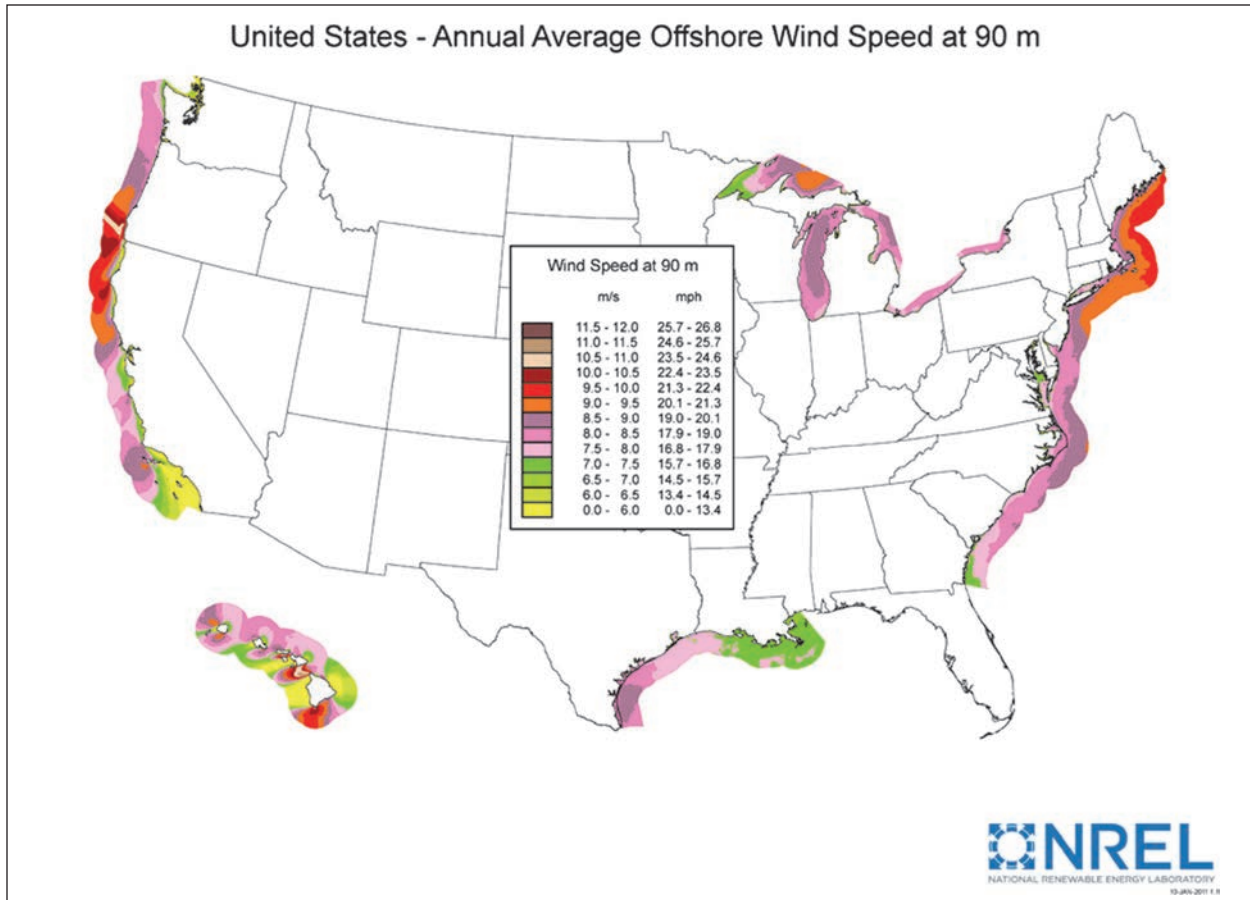 United States - Annual Average Offshore Wind Speed at 90 m
Wind Speed at 90 m
m/s mph
11.5 - 12.0 25.7 - 26.8
11.0 - 11.5 24.6 - 25.7
10.5 - 11.0 23.5 - 24.6
10.0 - 10.5 22.4 - 23.5
9.5 - 10.0 21.3 - 22.4
9.0 - 9.5 20.1 - 21.3
8.5 - 9.0 19.0 - 20.1
8.0 - 8.5 17.9 - 19.0
7.5 - 8.0 16.8 - 17.9
7.0 - 7.5 15.7 - 16.8
6.5 - 7.0 14.5 - 15.7
6.0 - 6.5 13.4 - 14.5
0.0 - 6.0 0.0 - 13.4
NREL
NATIONAL RENEWABLE ENERGY LABORATORY